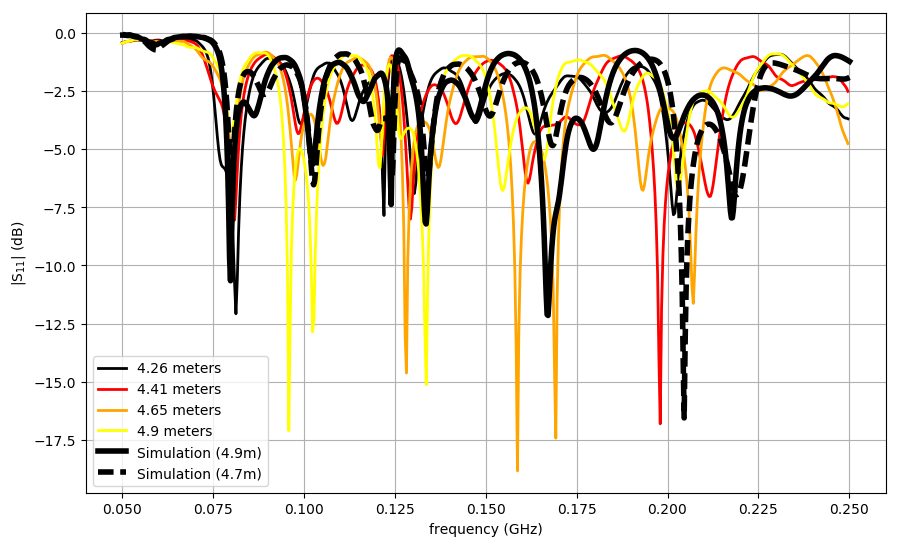 0.0
−2.5
−5.0
−7.5
−10.0
−12.5
−15.0
−17.5
|S₁₁| (dB)
4.26 meters
4.41 meters
4.65 meters
4.9 meters
Simulation (4.9m)
Simulation (4.7m)
0.050 0.075 0.100 0.125 0.150 0.175 0.200 0.225 0.250
frequency (GHz)